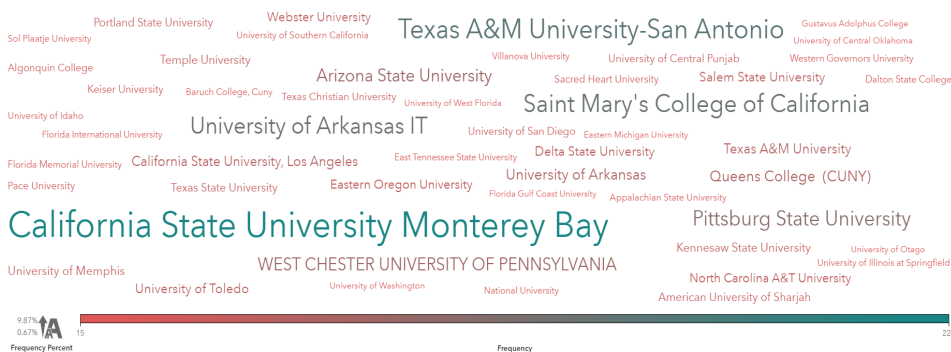 Portland State University
Webster University
Texas A&M University-San Antonio
Gustavus Adolphus College
Sol Plaatje University
University of Southern California
University of Central Oklahoma
Algonquin College
Temple University
Villanova University
University of Central Punjab
Western Governors University
Arizona State University
Sacred Heart University
Salem State University
Dalton State College
Keiser University
Baruch College, Cuny
Texas Christian University
University of West Florida
Saint Mary's College of California
University of Idaho
Florida International University
University of Arkansas IT
University of San Diego
Eastern Michigan University
Florida Memorial University
California State University, Los Angeles
East Tennessee State University
Delta State University
Texas A&M University
Pace University
Texas State University
Eastern Oregon University
University of Arkansas
Queens College (CUNY)
Florida Gulf Coast University
Appalachian State University
California State University Monterey Bay
Pittsburg State University
Kennesaw State University
University of Otago
University of Memphis
WEST CHESTER UNIVERSITY OF PENNSYLVANIA
University of Illinois at Springfield
North Carolina A&T University
University of Toledo
University of Washington
National University
American University of Sharjah
9.87%
0.67%
Frequency Percent
15
22
Frequency